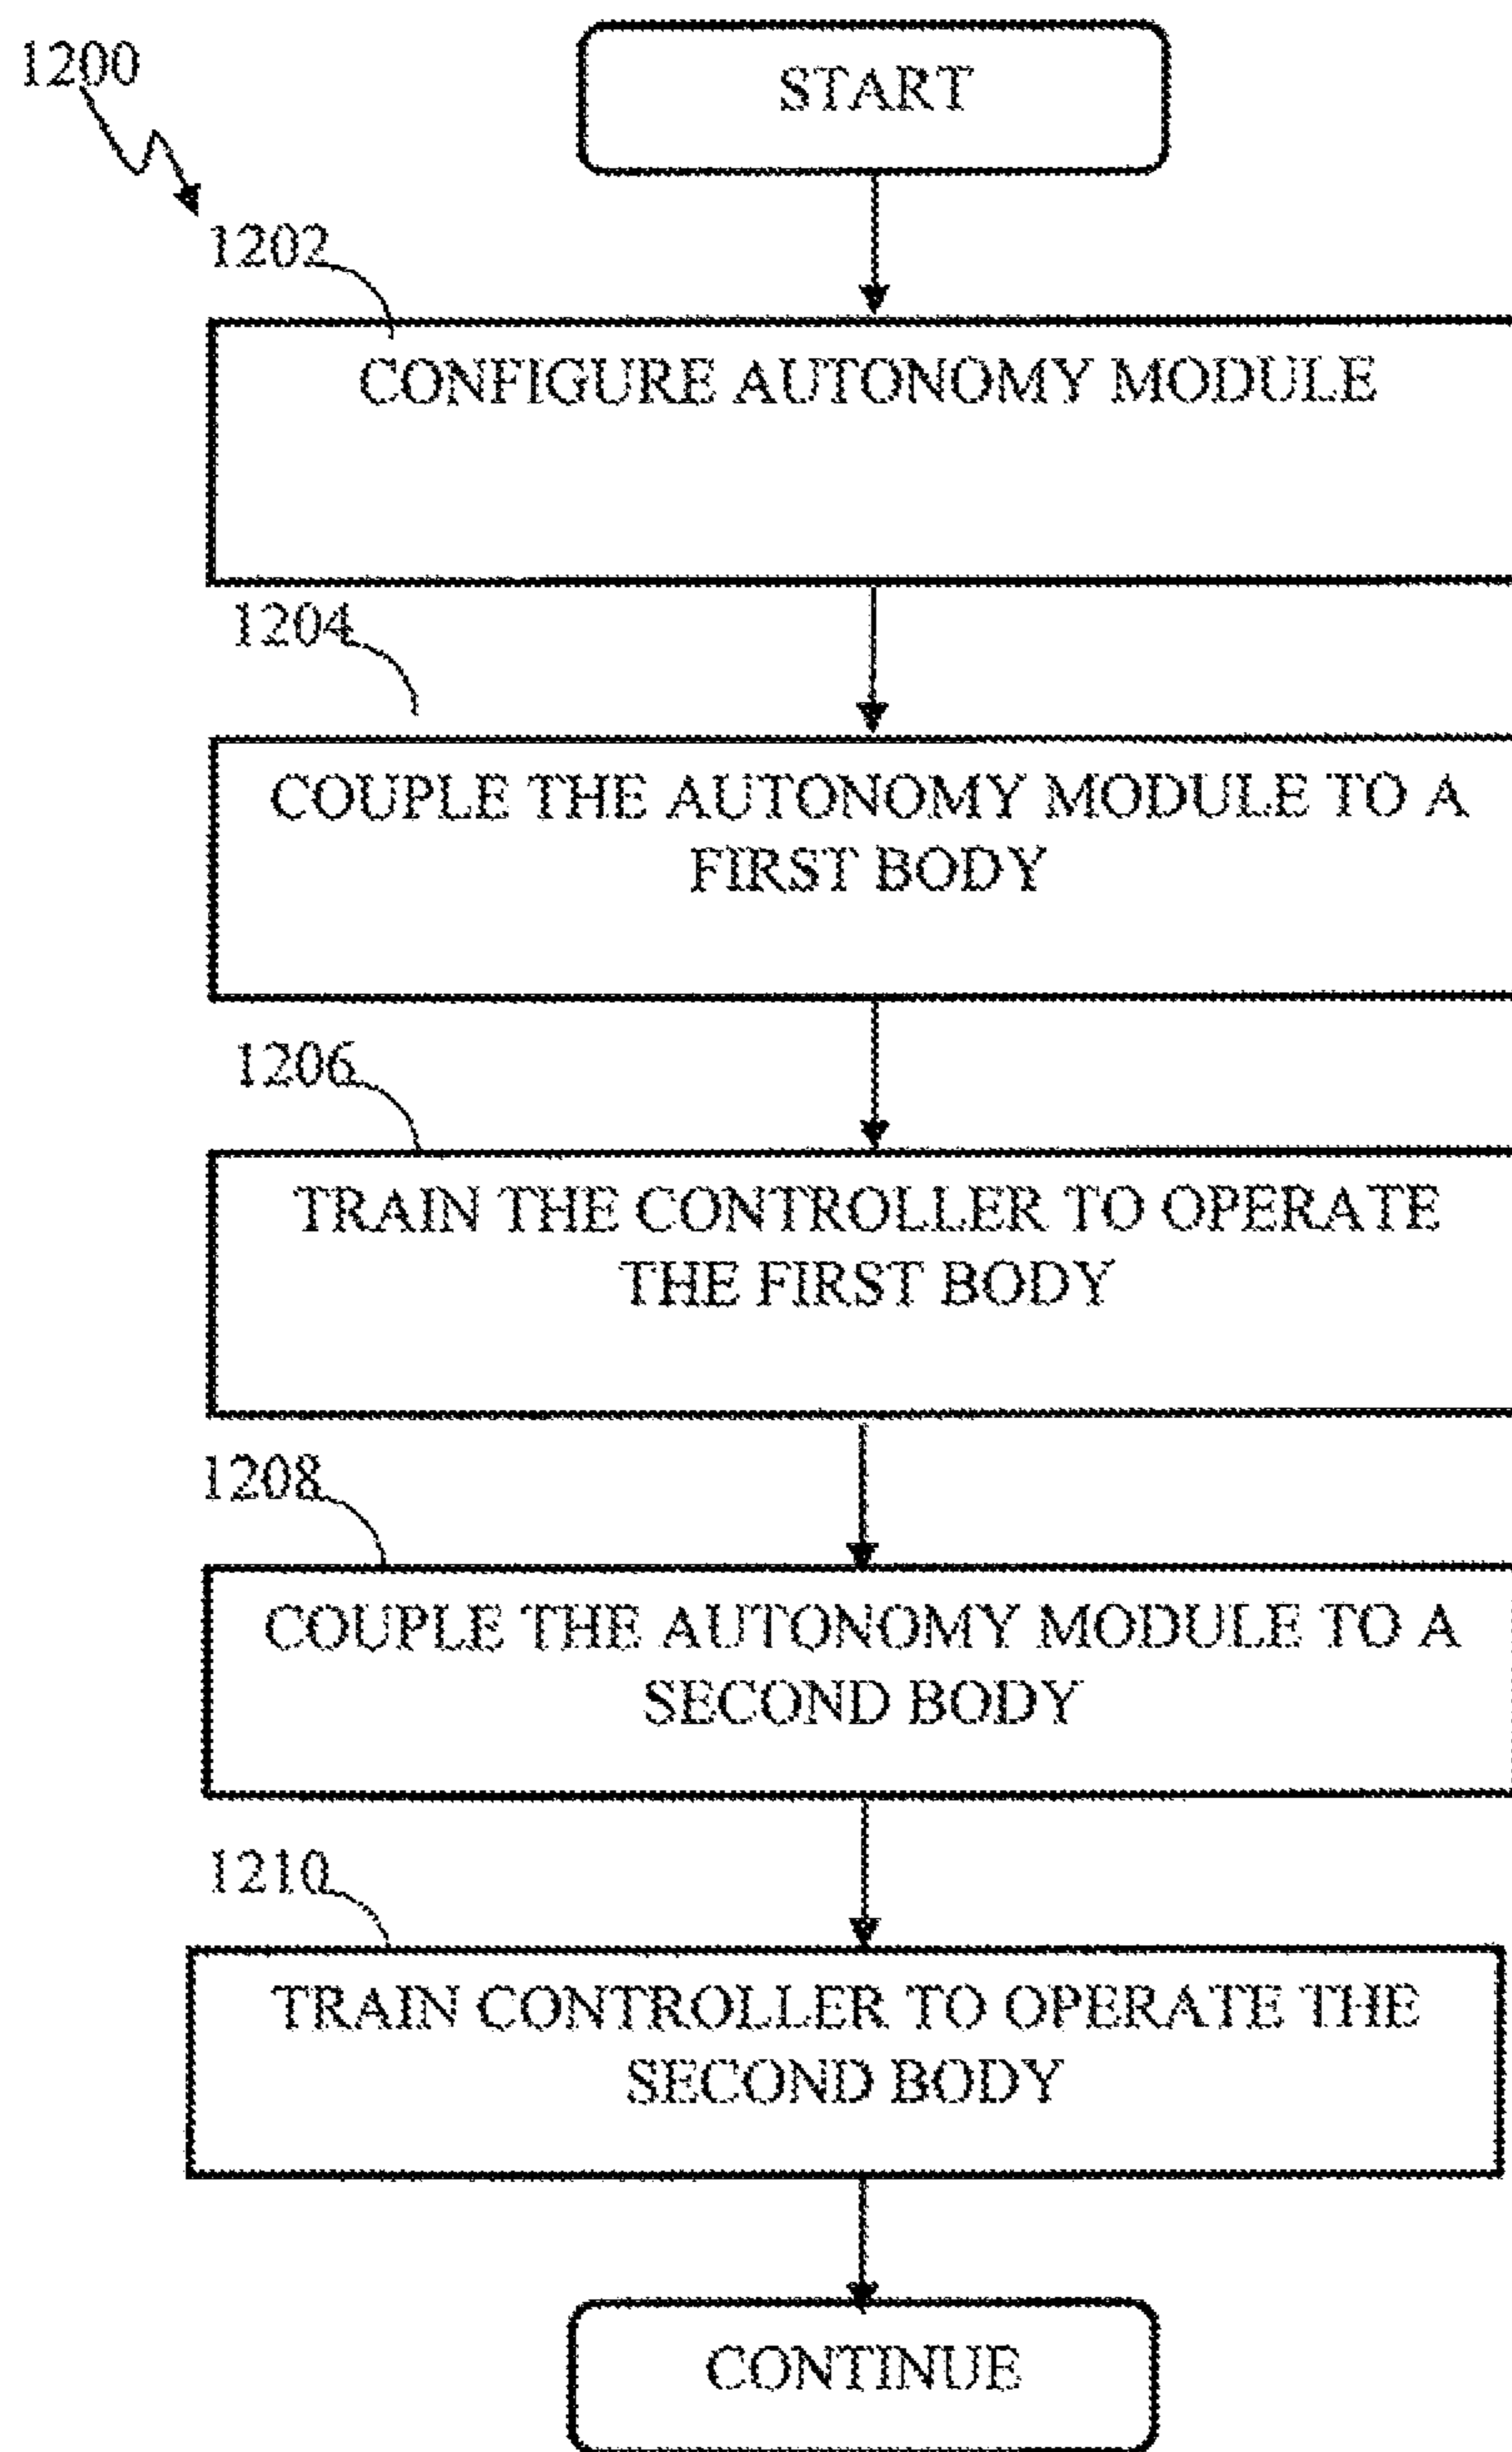 1200
START
1202
CONFIGURE AUTONOMY MODULE
1204
COUPLE THE AUTONOMY MODULE TO A
FIRST BODY
1206
TRAIN THE CONTROLLER TO OPERATE
THE FIRST BODY
1208
COUPLE THE AUTONOMY MODULE TO A
SECOND BODY
1210
TRAIN CONTROLLER TO OPERATE THE
SECOND BODY
CONTINUE